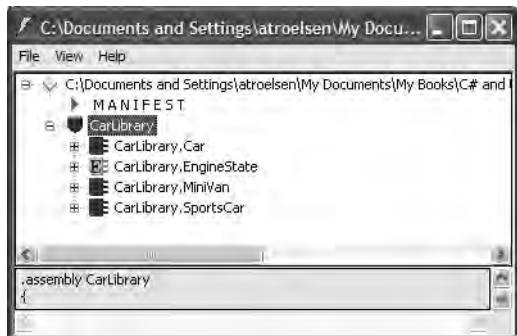 C:\Documents and Settings\atroelsen\My Docu...
File View Help
C:\Documents and Settings\atroelsen\My Documents\My Books\C# and
MANIFEST
CarLibrary
CarLibrary.Car
CarLibrary.EngineState
CarLibrary.MiniVan
CarLibrary.SportsCar
.assembly CarLibrary
{